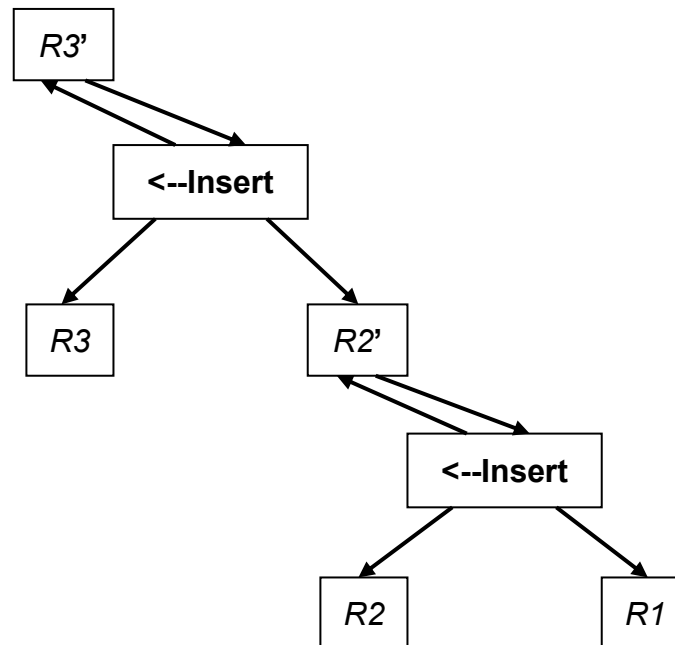 R3’
<--Insert
R3
R2’
<--Insert
R2
R1